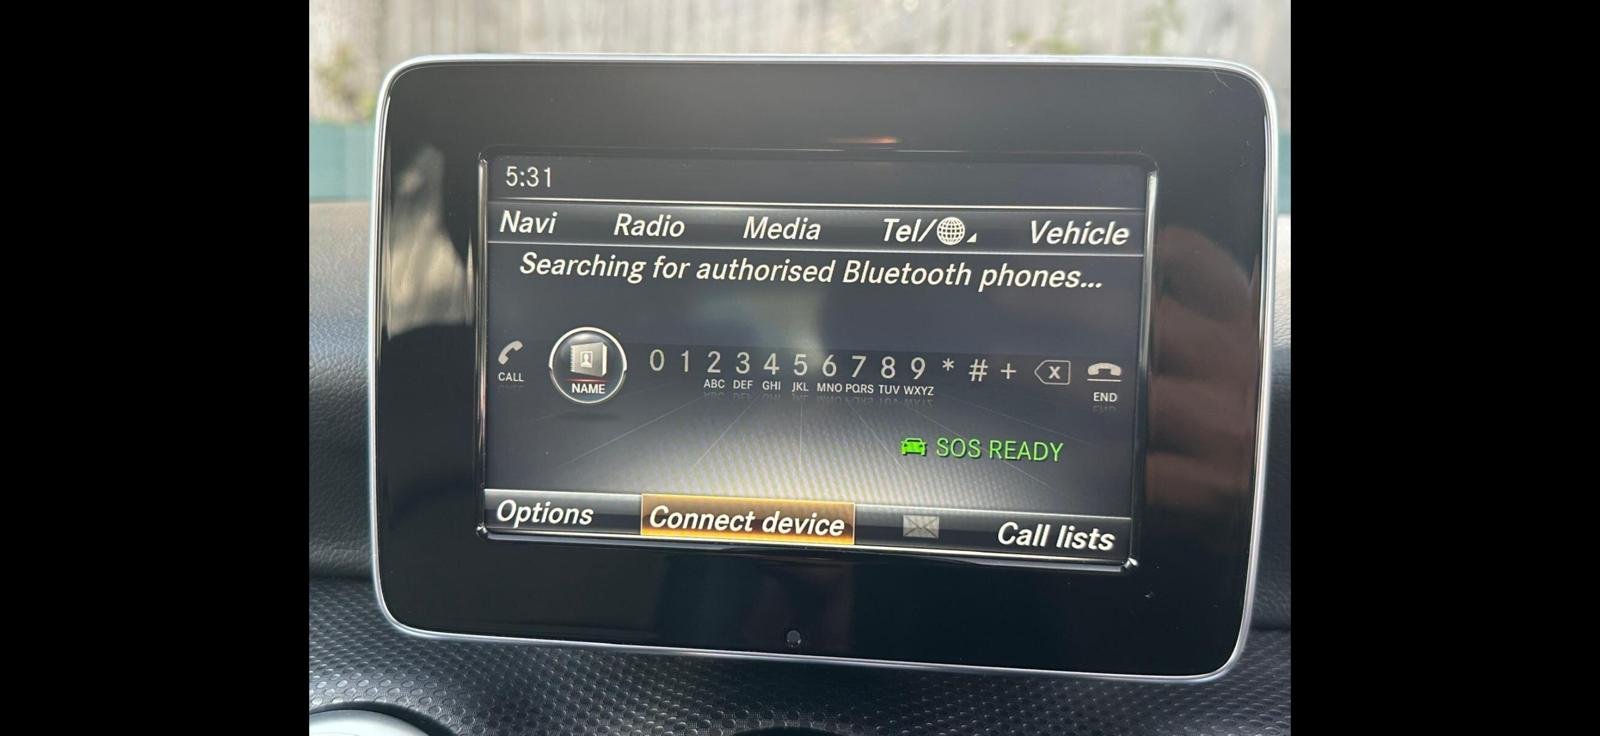 5:31
Navi Radio Media Tel/ Vehicle
Searching for authorised Bluetooth phones...
0 1 2 3 4 5 6 7 8 9 * # + X
CALL NAME ABC DEF GHI JKL MNO PQRS TUV WXYZ END
SOS READY
Options Connect device Call lists